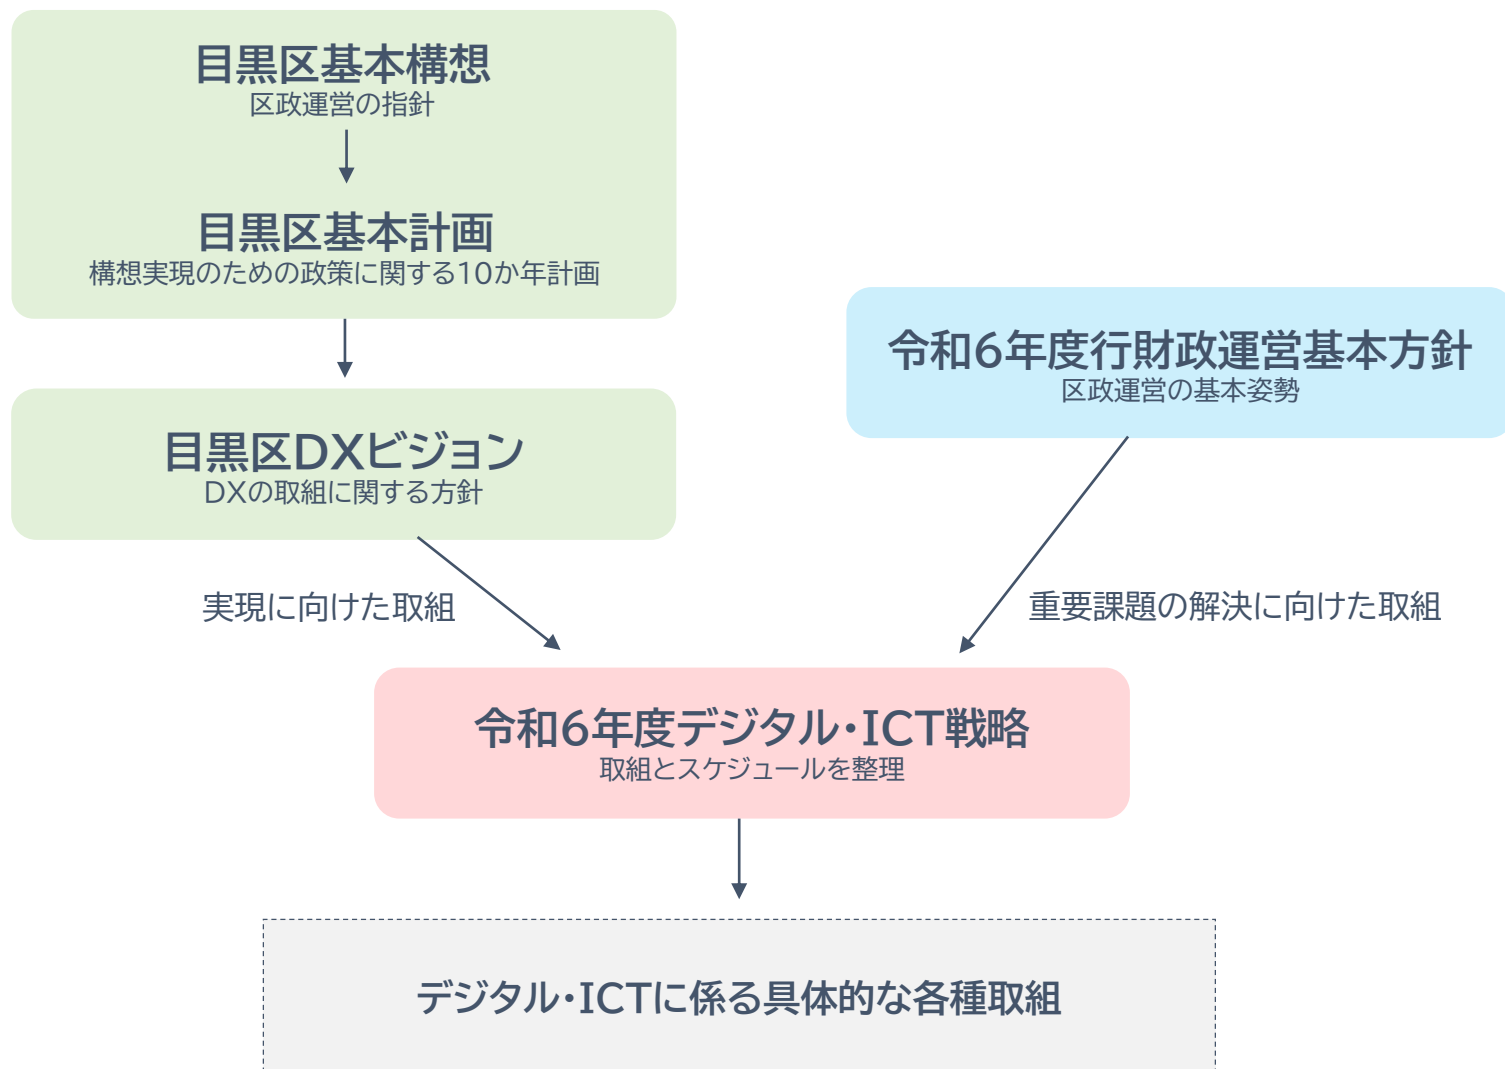 目黒区基本構想
区政運営の指針
目黒区基本計画
構想実現のための政策に関する10か年計画
令和6年度行財政運営基本方針
区政運営の基本姿勢
目黒区DXビジョン
DXの取組に関する方針
実現に向けた取組
重要課題の解決に向けた取組
令和6年度デジタル・ICT戦略
取組とスケジュールを整理
デジタル・ICTに係る具体的な各種取組